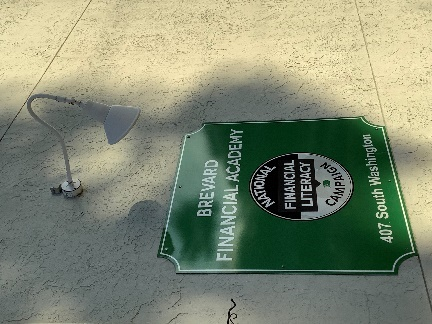 BREVARD
FINANCIAL ACADEMY
NATIONAL
FINANCIAL
LITERACY
CAMPAIGN
407 South Washington